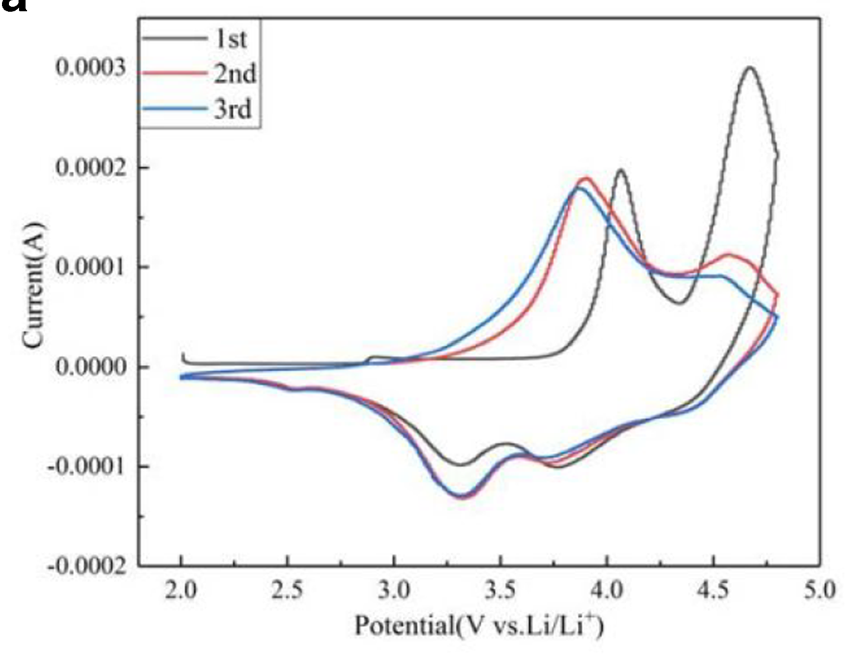 a
1st
2nd
3rd
0.0003
0.0002
0.0001
0.0000
-0.0001
-0.0002
Current(A)
2.0 2.5 3.0 3.5 4.0 4.5 5.0
Potential(V vs.Li/Li⁺)